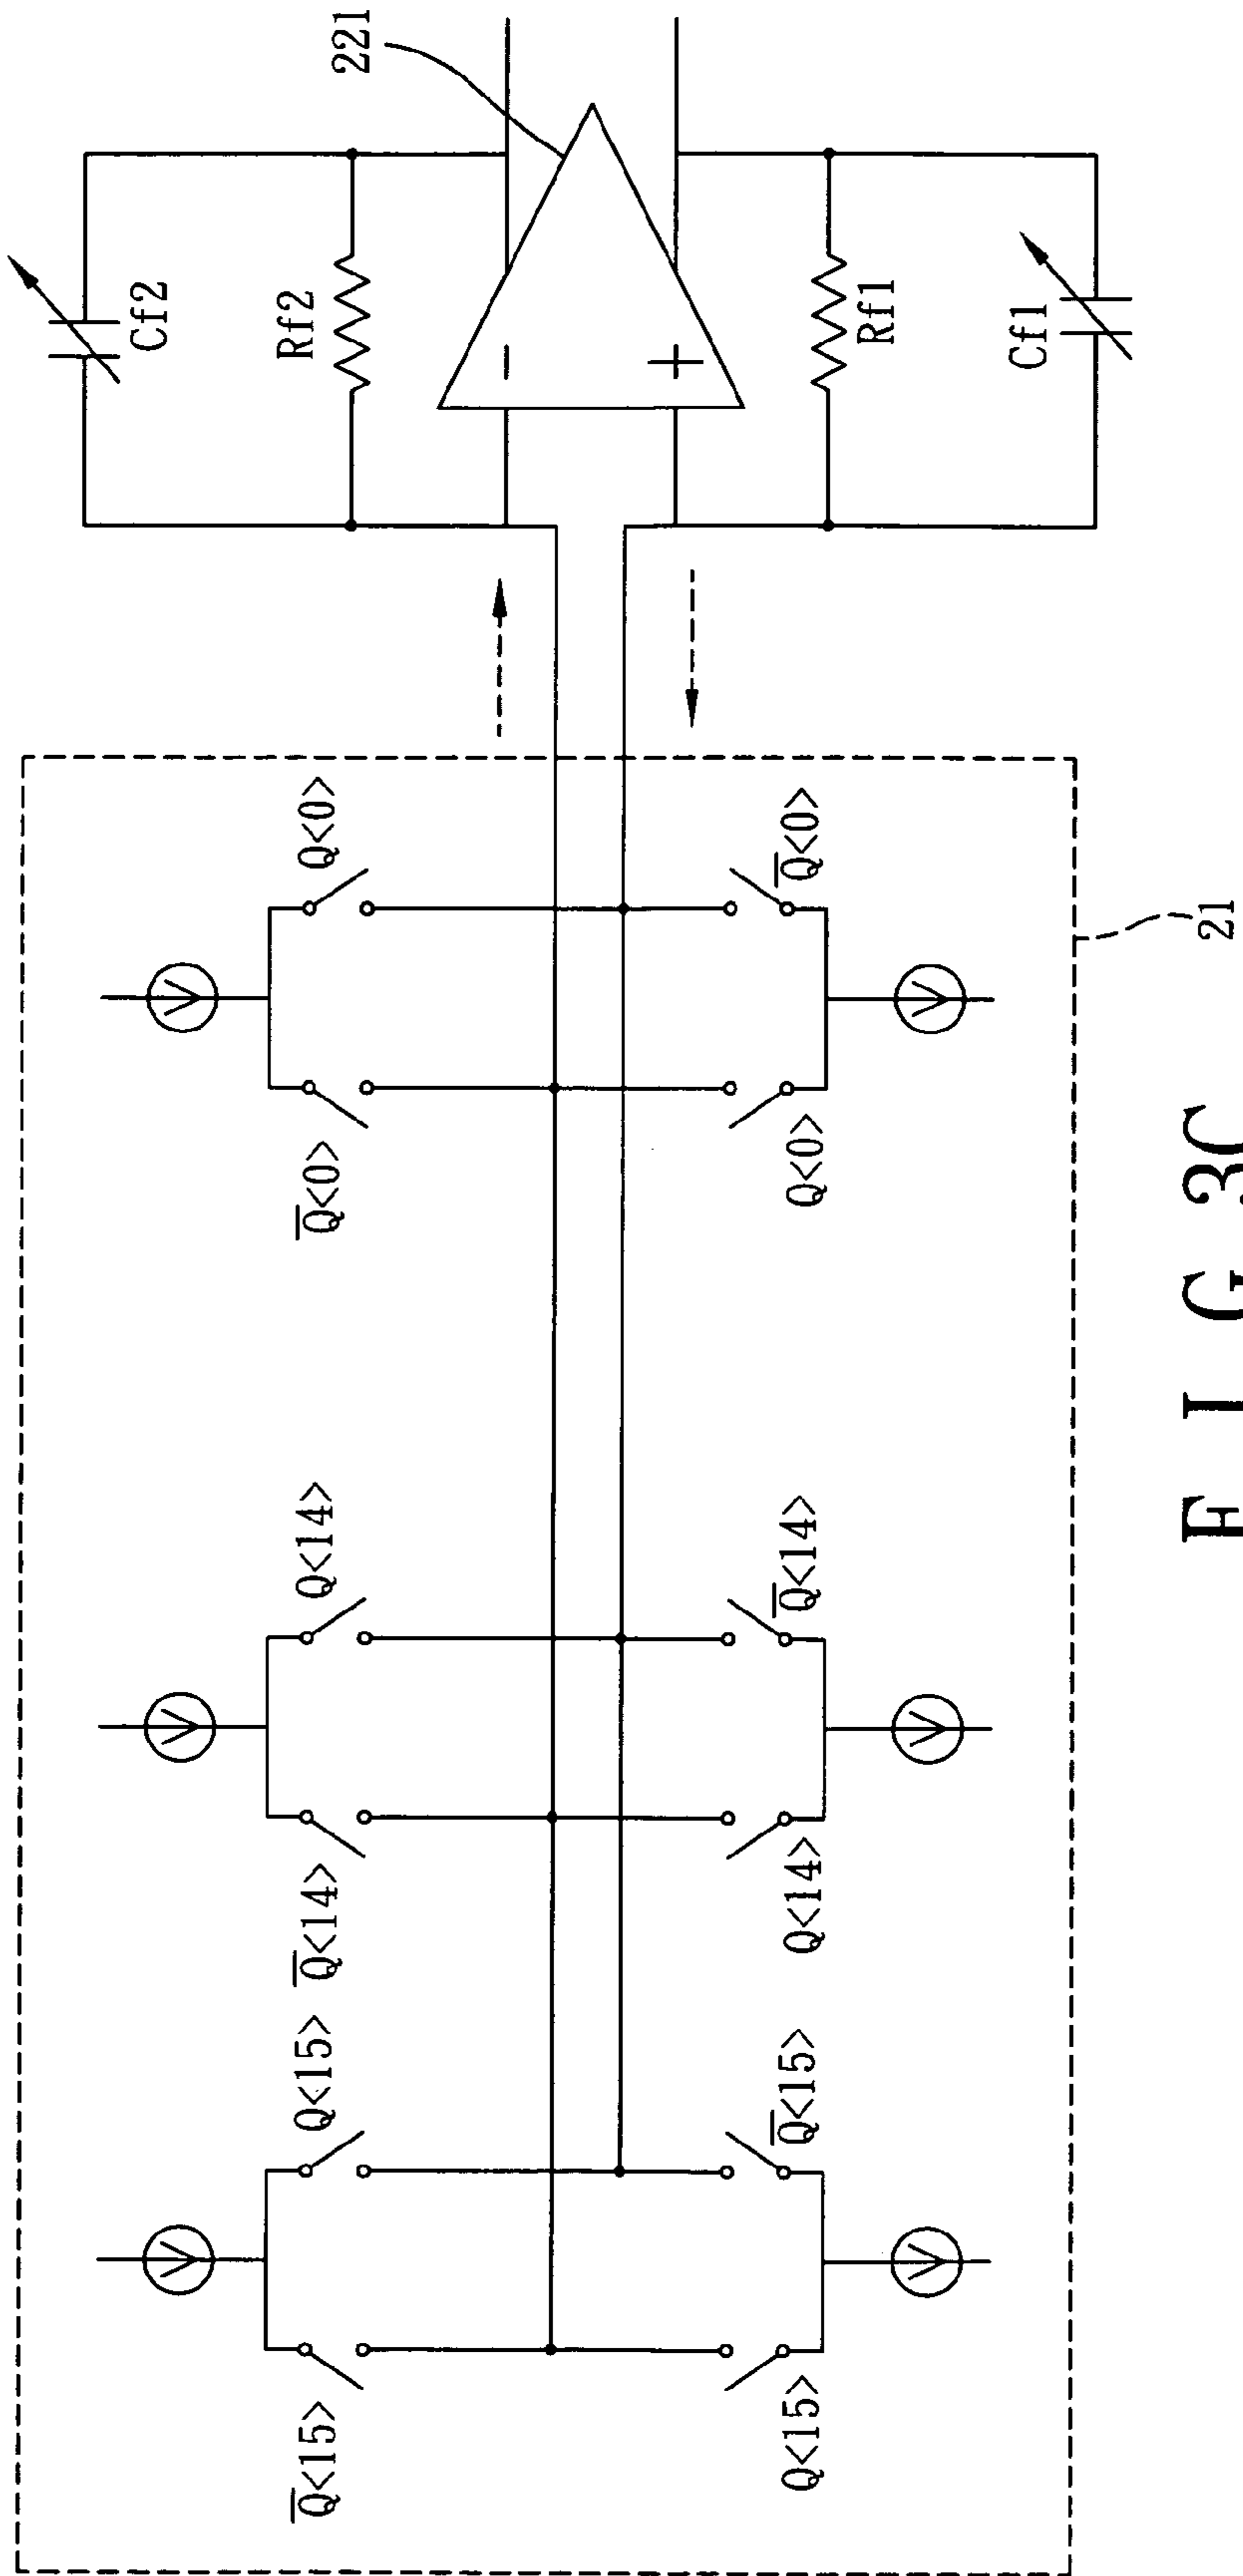 221
Cf2
Rf2
−
+
Rf1
Cf1
Q̅<15>
Q<15>
Q̅<14>
Q<14>
Q̅<0>
Q<0>
Q<15>
Q̅<15>
Q<14>
Q̅<14>
Q<0>
Q̅<0>
21
FIG.3C